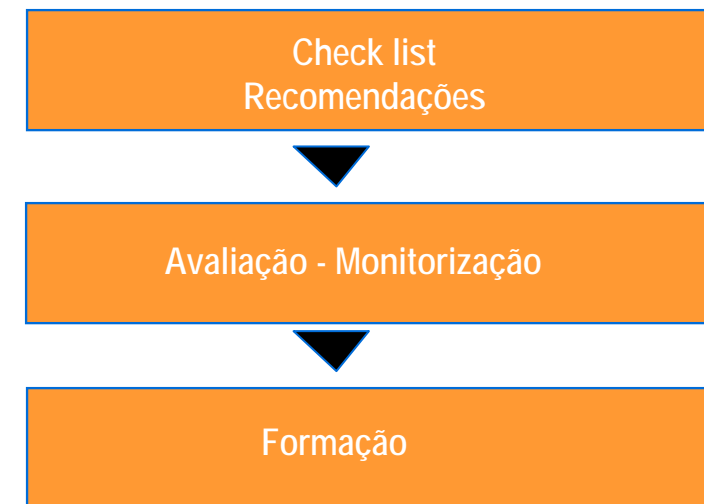 Check list
Recomendações
Avaliação - Monitorização
Formação